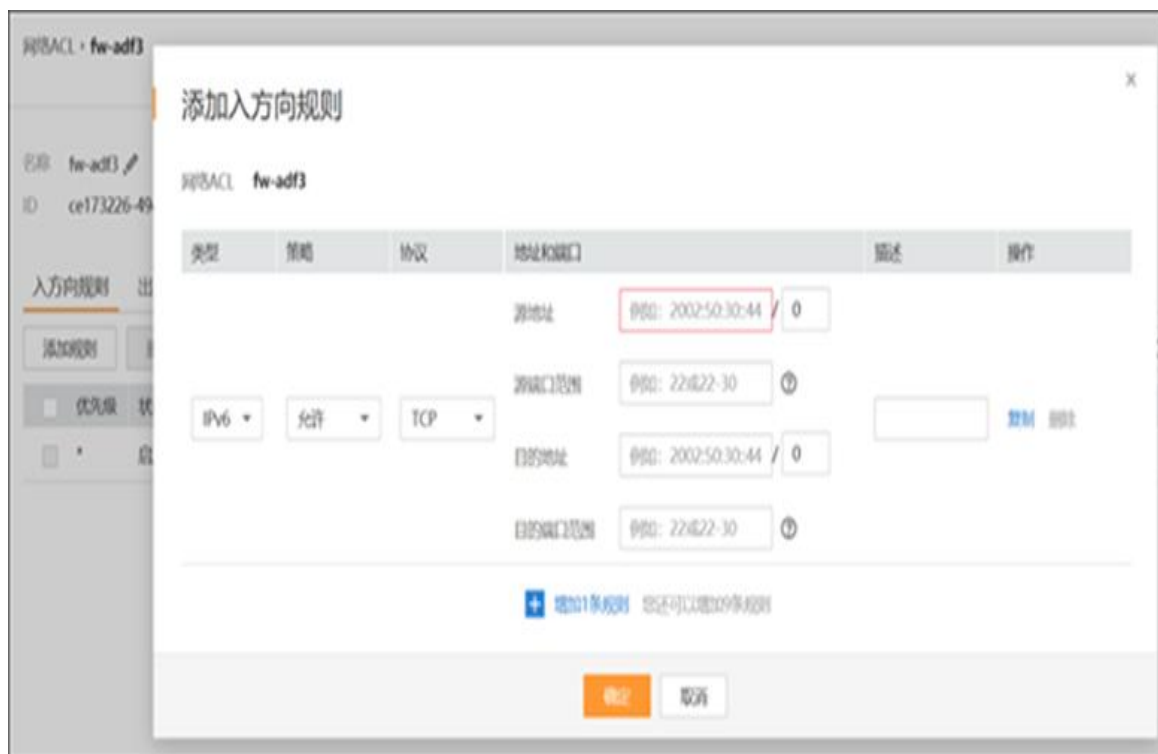 网络ACL › fw-adf3
名称 fw-adf3
ID ce173226-49
入方向规则 出
添加规则
优先级 状
* 启
添加入方向规则
×
网络ACL fw-adf3
类型 策略 协议 地址和端口 描述 操作
源地址 例如：2002:50:30:44 / 0
源端口范围 例如：22或22-30
IPv6 允许 TCP 复制 删除
目的地址 例如：2002:50:30:44 / 0
目的端口范围 例如：22或22-30
增加1条规则 您还可以增加9条规则
确定 取消